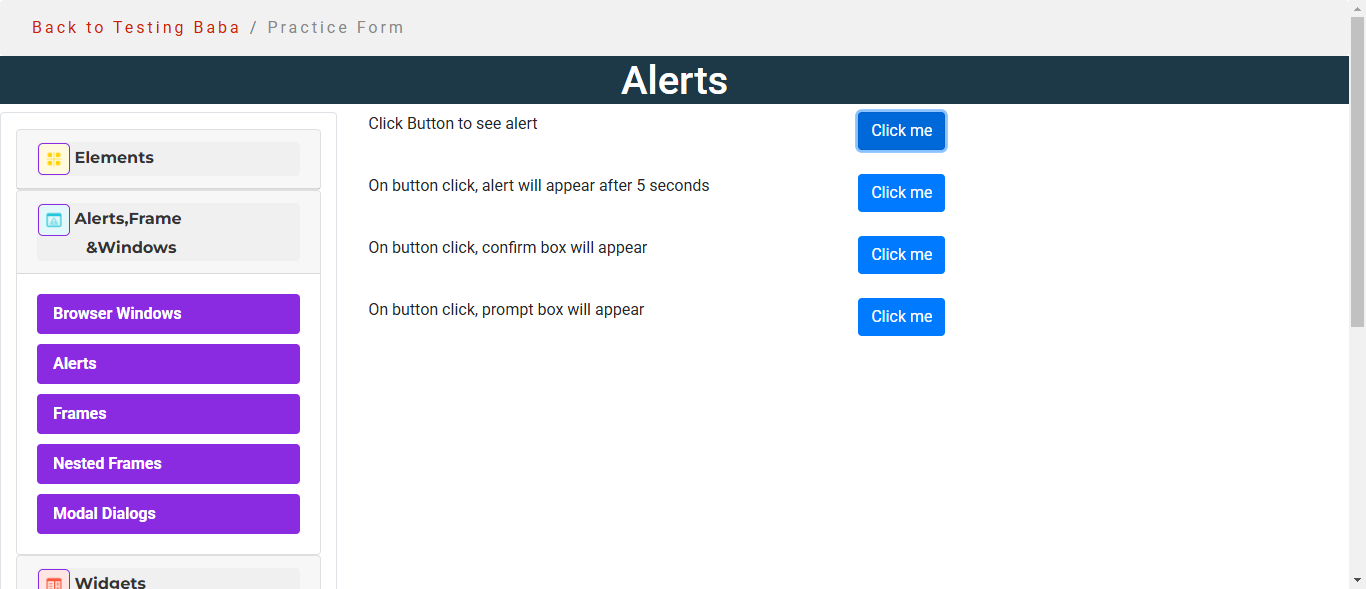 Back to Testing Baba / Practice Form
Alerts
Elements
Alerts,Frame
&Windows
Browser Windows
Alerts
Frames
Nested Frames
Modal Dialogs
Widgets
Click Button to see alert
Click me
On button click, alert will appear after 5 seconds
Click me
On button click, confirm box will appear
Click me
On button click, prompt box will appear
Click me